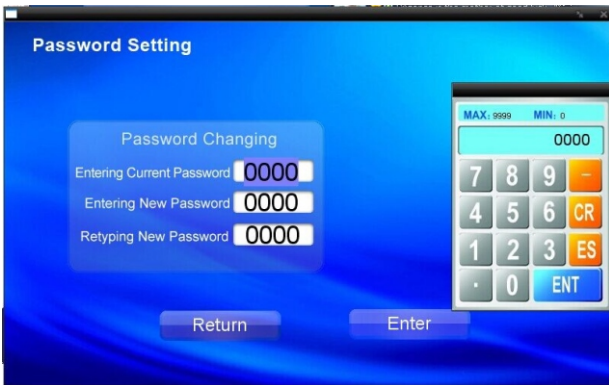 Password Setting
Password Changing
Entering Current Password 0000
Entering New Password 0000
Retyping New Password 0000
Return
Enter
MAX: 9999 MIN: 0
0000
7 8 9 −
4 5 6 CR
1 2 3 ES
. 0 ENT